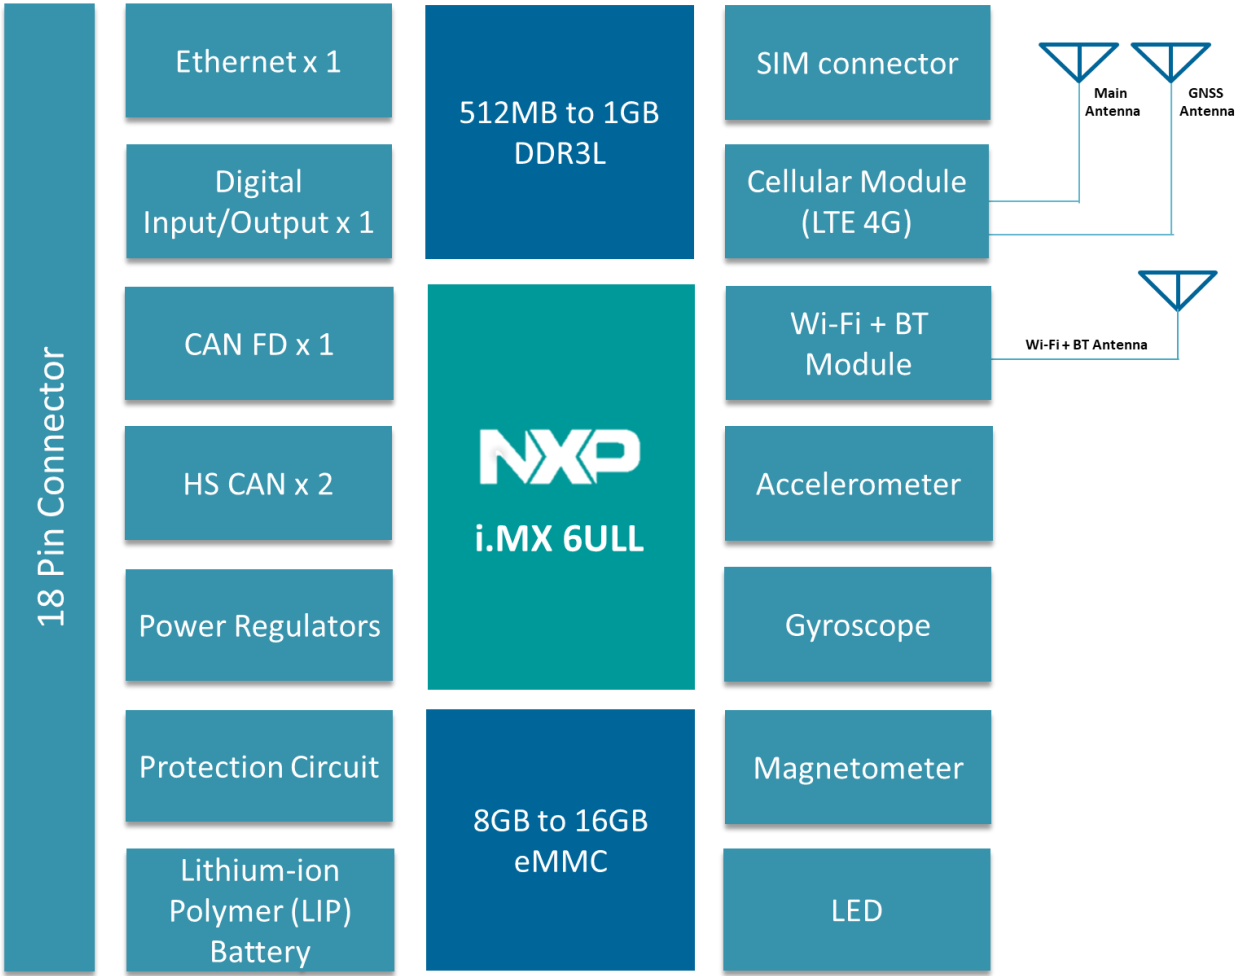 18 Pin Connector
Ethernet x 1
Digital
Input/Output x 1
CAN FD x 1
HS CAN x 2
Power Regulators
Protection Circuit
Lithium-ion
Polymer (LIP)
Battery
512MB to 1GB
DDR3L
NXP
i.MX 6ULL
8GB to 16GB
eMMC
SIM connector
Cellular Module
(LTE 4G)
Wi-Fi + BT
Module
Accelerometer
Gyroscope
Magnetometer
LED
Main
Antenna
GNSS
Antenna
Wi-Fi + BT Antenna